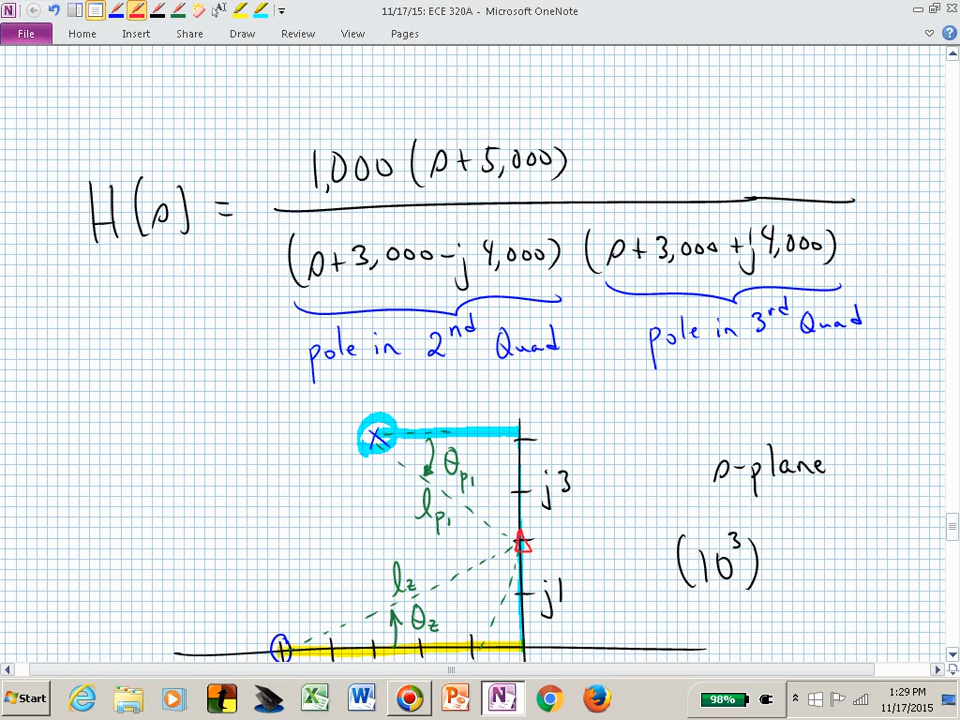 11/17/15: ECE 320A - Microsoft OneNote
File Home Insert Share Draw Review View Pages
1,000 (s + 5,000)
H(s) =
(s + 3,000 - j 4,000) (s + 3,000 + j 4,000)
pole in 2nd Quad pole in 3rd Quad
X
θp1
s-plane
j3
lp1
(10³)
lz
j1
θz
Start
98%
1:29 PM
11/17/2015